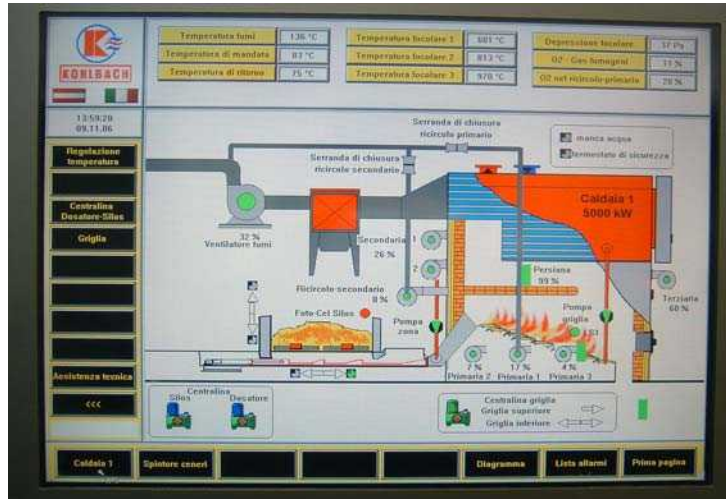 KOHLBACH
Temperatura fumi 136 °C
Temperatura di mandata 87 °C
Temperatura di ritorno 75 °C
Temperatura focolare 1 601 °C
Temperatura focolare 2 813 °C
Temperatura focolare 3 970 °C
Depressione focolare 37 Pa
O2 - Gas fumogeni 11 %
O2 nel ricircolo primario 20 %
13:59:20
09.11.06
Regolazione
temperatura
Centralina
Dosatore-Silos
Griglia
Assistenza tecnica
<<<
Serranda di chiusura
ricircolo primario
Serranda di chiusura
ricircolo secondario
manca acqua
termostato di sicurezza
Caldaia 1
5000 kW
32 %
Ventilatore fumi
Secondaria
26 %
1
2
Ricircolo secondario
0 %
Foto-Cel Silos
Pompa
zona
Persiana
99 %
Pompa
griglia
Terziaria
60 %
7 %
Primaria 2
17 %
Primaria 1
4 %
Primaria 3
Centralina
Silos
Dosatore
Centralina griglia
Griglia superiore
Griglia inferiore
Caldaia 1
Spintore ceneri
Diagramma
Lista allarmi
Prima pagina